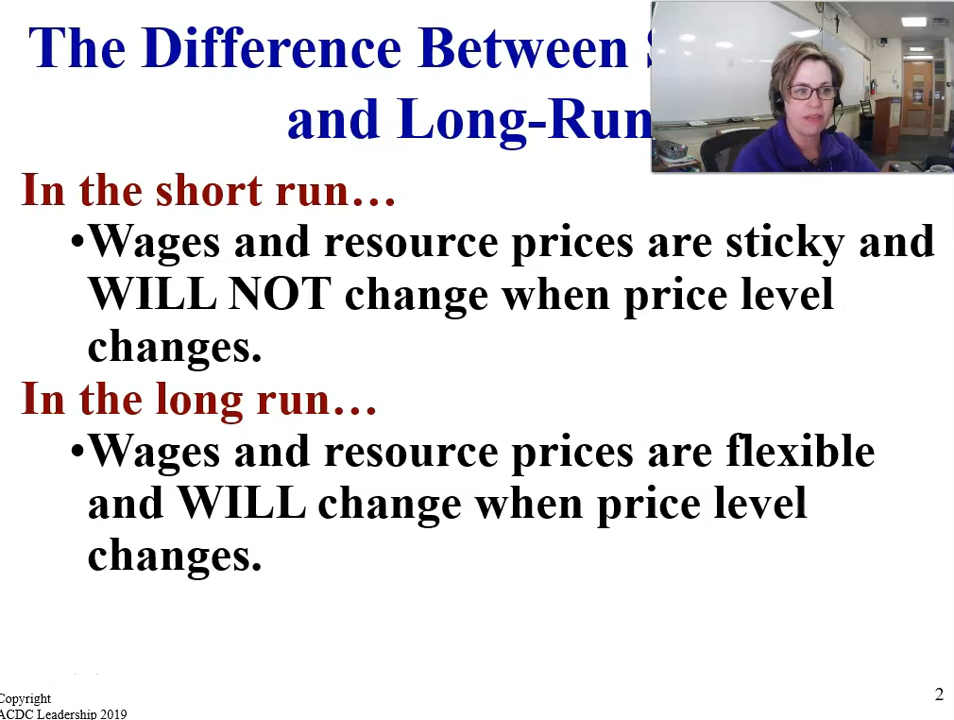 The Difference Between
and Long-Run
In the short run…
•Wages and resource prices are sticky and
WILL NOT change when price level
changes.
In the long run…
•Wages and resource prices are flexible
and WILL change when price level
changes.
Copyright
ACDC Leadership 2019
2